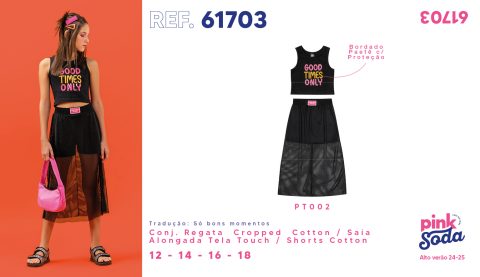 REF. 61703
61703
Bordado
Paetê c/
Proteção
GOOD
TIMES
ONLY
GOOD
TIMES
ONLY
PT002
Tradução: Só bons momentos
Conj. Regata Cropped Cotton / Saia
Alongada Tela Touch / Shorts Cotton
12 - 14 - 16 - 18
pink
Soda
Alto verão 24-25